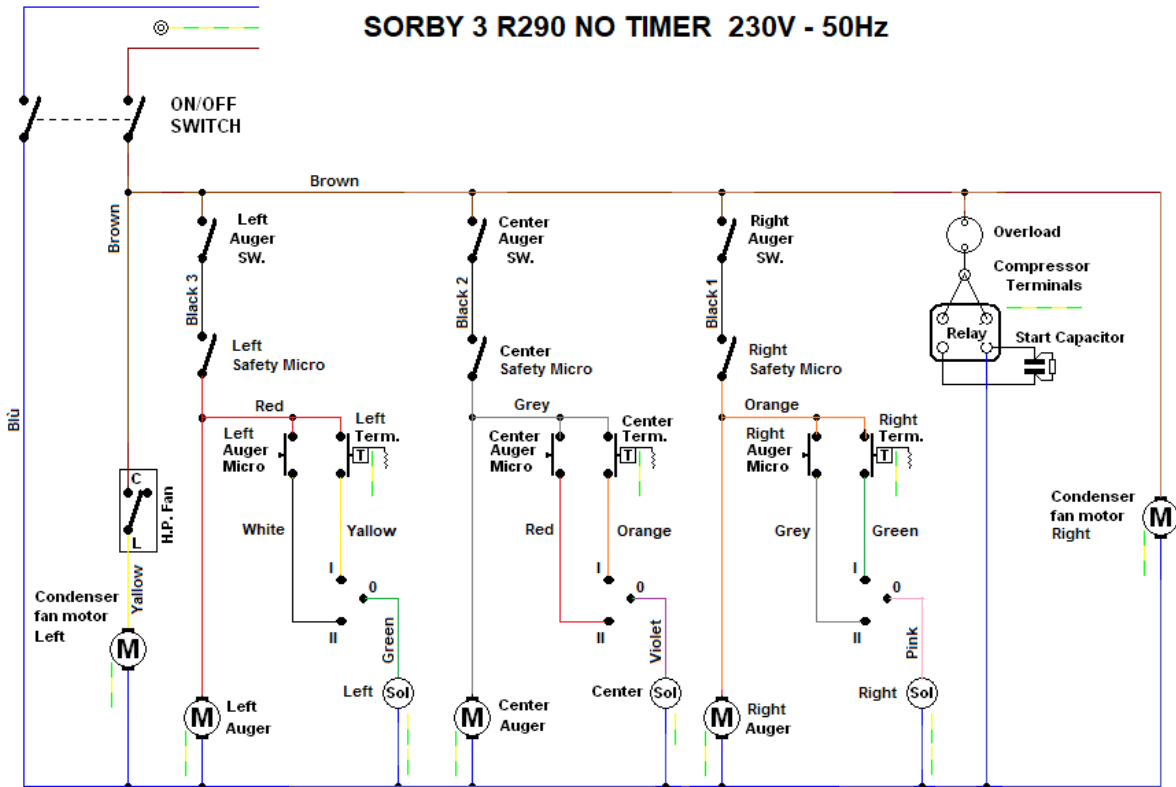 SORBY 3 R290 NO TIMER 230V - 50Hz
ON/OFF
SWITCH
Brown
Brown
Left
Auger
SW.
Center
Auger
SW.
Right
Auger
SW.
Overload
Compressor
Terminals
Relay
Start Capacitor
Black 3
Black 2
Black 1
Left
Safety Micro
Center
Safety Micro
Right
Safety Micro
Blù
Red
Grey
Orange
Left
Auger
Micro
Left
Term.
T
Center
Auger
Micro
Center
Term.
T
Right
Auger
Micro
Right
Term.
T
C
L
H.P. Fan
White
Yallow
Red
Orange
Grey
Green
Condenser
fan motor
Right
M
Yallow
I
0
II
I
0
II
I
0
II
Condenser
fan motor
Left
M
Green
Violet
Pink
Left
Sol
Center
Sol
Right
Sol
M
Left
Auger
M
Center
Auger
M
Right
Auger